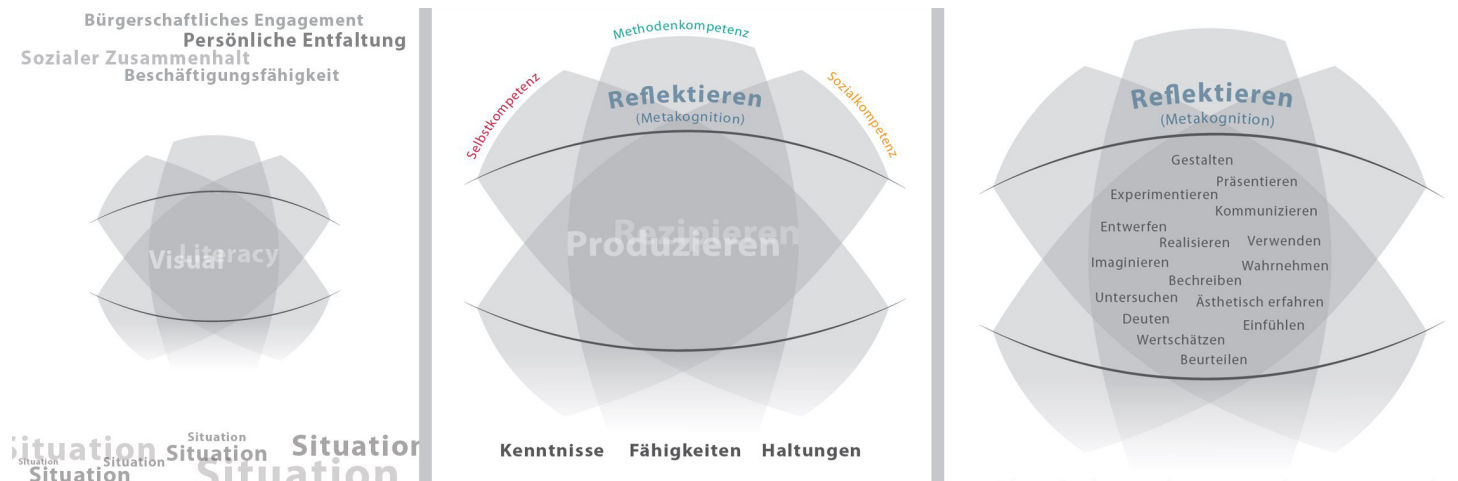 Bürgerschaftliches Engagement
Persönliche Entfaltung
Sozialer Zusammenhalt
Beschäftigungsfähigkeit
Visual Literacy
Situation
Situation
Situation
Situation
Situation
Situation
Situation
Situation
Methodenkompetenz
Selbstkompetenz
Sozialkompetenz
Reflektieren
(Metakognition)
Rezipieren
Produzieren
Kenntnisse Fähigkeiten Haltungen
Reflektieren
(Metakognition)
Gestalten
Präsentieren
Experimentieren
Kommunizieren
Entwerfen
Realisieren Verwenden
Imaginieren Wahrnehmen
Bechreiben
Untersuchen Ästhetisch erfahren
Deuten Einfühlen
Wertschätzen
Beurteilen